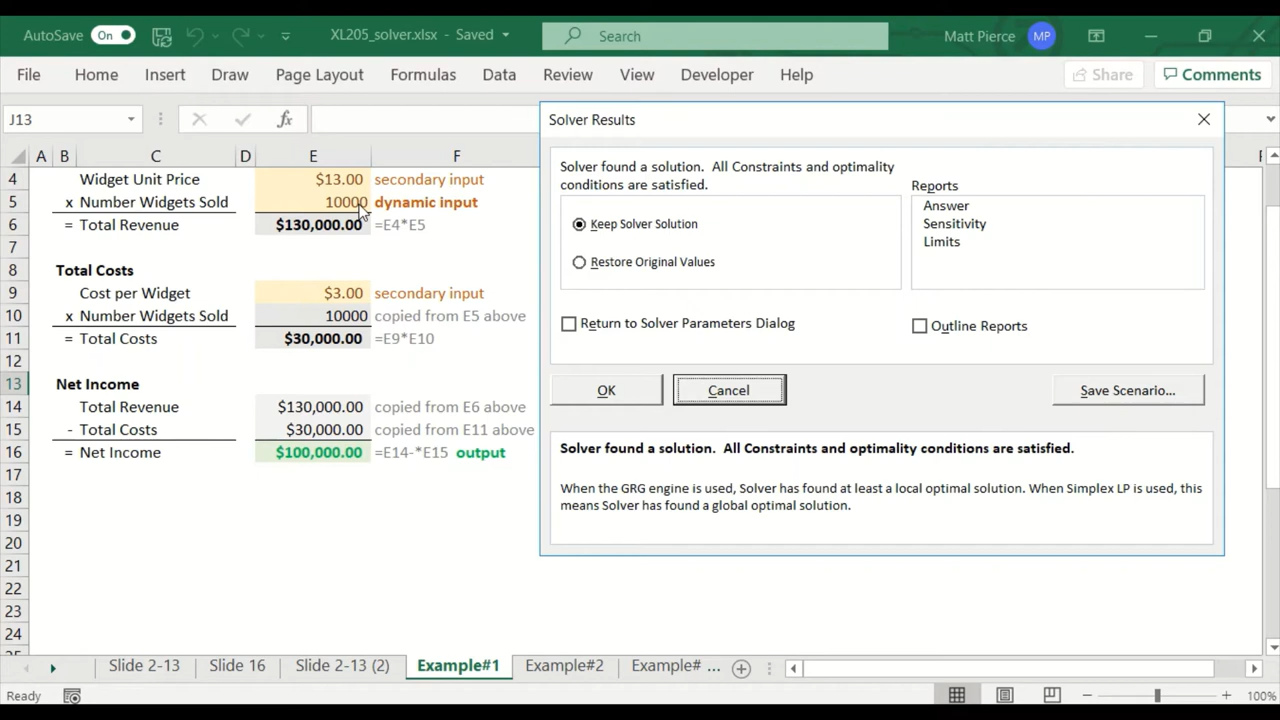 AutoSave On XL205_solver.xlsx - Saved Search Matt Pierce MP
File Home Insert Draw Page Layout Formulas Data Review View Developer Help Share Comments
J13 fx
A B C D E F
4 Widget Unit Price $13.00 secondary input
5 x Number Widgets Sold 10000 dynamic input
6 = Total Revenue $130,000.00 =E4*E5
7
8 Total Costs
9 Cost per Widget $3.00 secondary input
10 x Number Widgets Sold 10000 copied from E5 above
11 = Total Costs $30,000.00 =E9*E10
12
13 Net Income
14 Total Revenue $130,000.00 copied from E6 above
15 - Total Costs $30,000.00 copied from E11 above
16 = Net Income $100,000.00 =E14-*E15 output
17
18
19
20
21
22
23
24
Solver Results
Solver found a solution. All Constraints and optimality
conditions are satisfied.
Keep Solver Solution
Restore Original Values
Reports
Answer
Sensitivity
Limits
Return to Solver Parameters Dialog
Outline Reports
OK Cancel Save Scenario...
Solver found a solution. All Constraints and optimality conditions are satisfied.
When the GRG engine is used, Solver has found at least a local optimal solution. When Simplex LP is used, this
means Solver has found a global optimal solution.
Slide 2-13 Slide 16 Slide 2-13 (2) Example#1 Example#2 Example# ...
Ready 100%